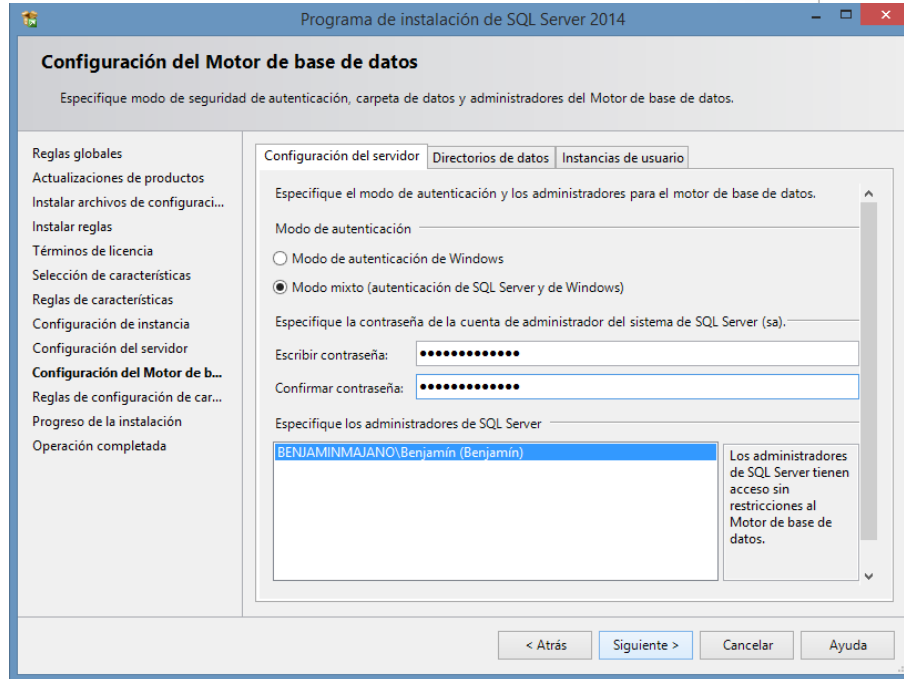 Programa de instalación de SQL Server 2014
Configuración del Motor de base de datos
Especifique modo de seguridad de autenticación, carpeta de datos y administradores del Motor de base de datos.
Reglas globales
Actualizaciones de productos
Instalar archivos de configuraci...
Instalar reglas
Términos de licencia
Selección de características
Reglas de características
Configuración de instancia
Configuración del servidor
Configuración del Motor de b...
Reglas de configuración de car...
Progreso de la instalación
Operación completada
Configuración del servidor Directorios de datos Instancias de usuario
Especifique el modo de autenticación y los administradores para el motor de base de datos.
Modo de autenticación
Modo de autenticación de Windows
Modo mixto (autenticación de SQL Server y de Windows)
Especifique la contraseña de la cuenta de administrador del sistema de SQL Server (sa).
Escribir contraseña: ●●●●●●●●●●●●●
Confirmar contraseña: ●●●●●●●●●●●●●
Especifique los administradores de SQL Server
BENJAMINMAJANO\Benjamín (Benjamín)
Los administradores
de SQL Server tienen
acceso sin
restricciones al
Motor de base de
datos.
< Atrás Siguiente > Cancelar Ayuda